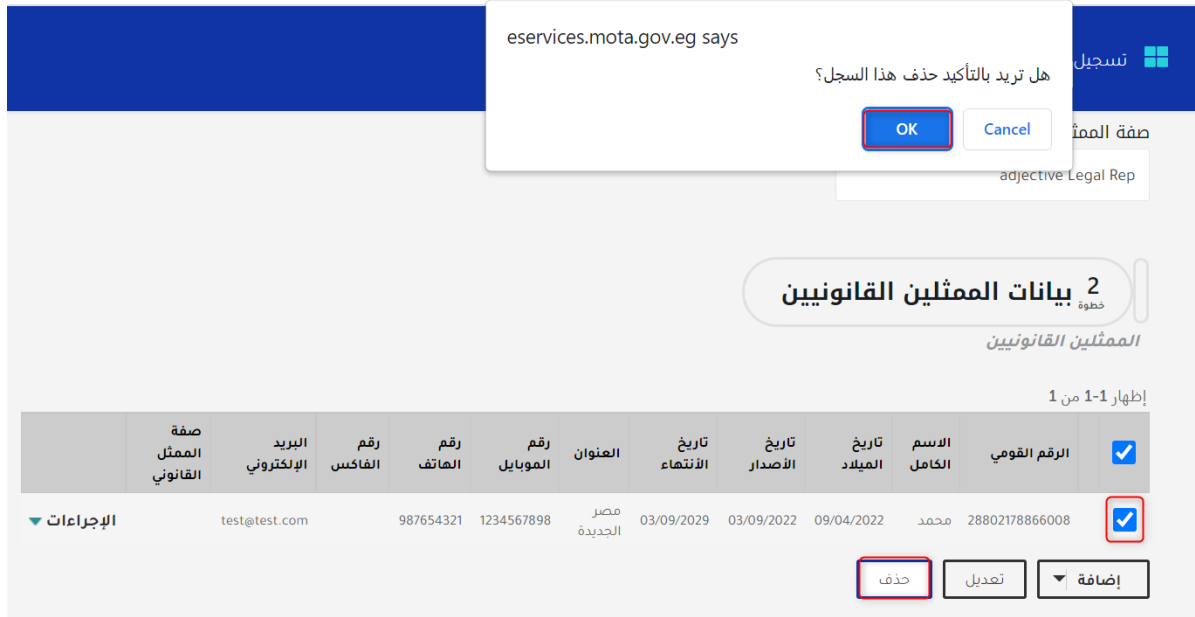 eservices.mota.gov.eg says
هل تريد بالتأكيد حذف هذا السجل؟
OK
Cancel
تسجيل
صفة الممث
adjective Legal Rep
2
خطوة
بيانات الممثلين القانونيين
الممثلين القانونيين
إظهار 1-1 من 1
الرقم القومي
الاسم الكامل
تاريخ الميلاد
تاريخ الأصدار
تاريخ الأنتهاء
العنوان
رقم الموبايل
رقم الهاتف
رقم الفاكس
البريد الإلكتروني
صفة الممثل القانوني
28802178866008
محمد
09/04/2022
03/09/2022
03/09/2029
مصر الجديدة
1234567898
987654321
test@test.com
الإجراءات
إضافة
تعديل
حذف